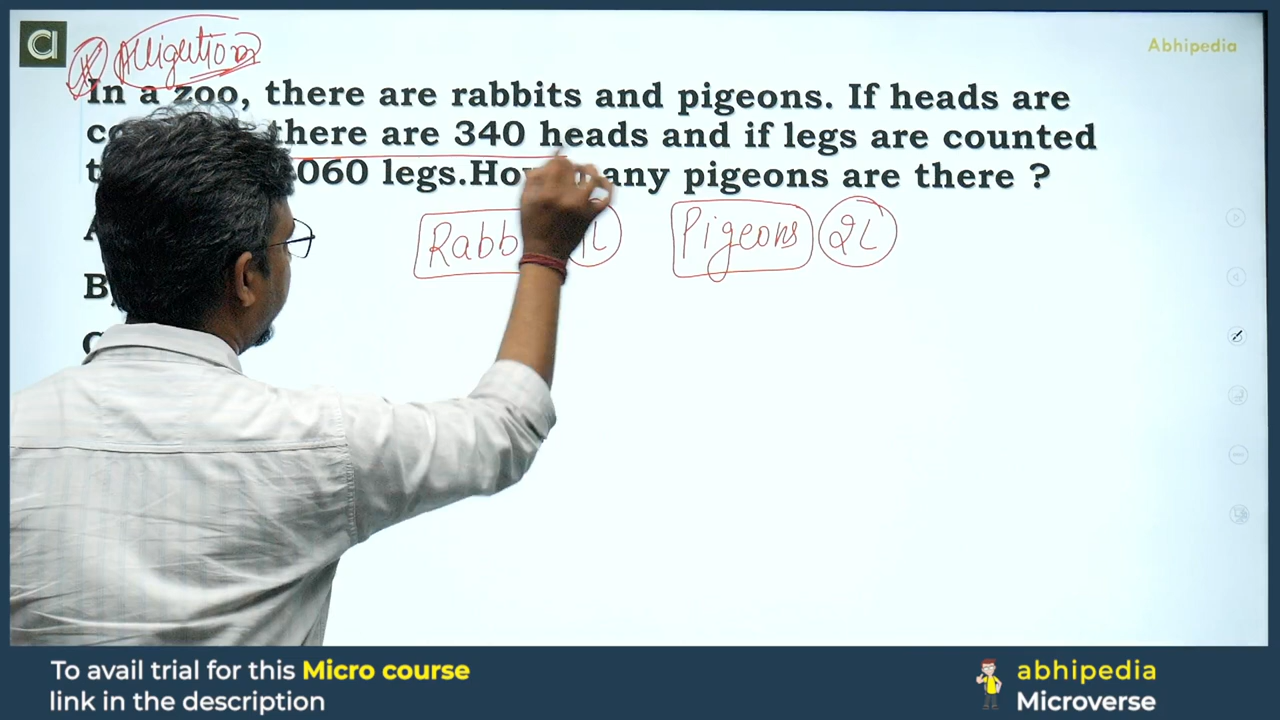 Abhipedia
Alligation
In a zoo, there are rabbits and pigeons. If heads are
there are 340 heads and if legs are counted
060 legs. any pigeons are there ?
Rabb Pigeons 2L
B
To avail trial for this Micro course
link in the description
abhipedia
Microverse